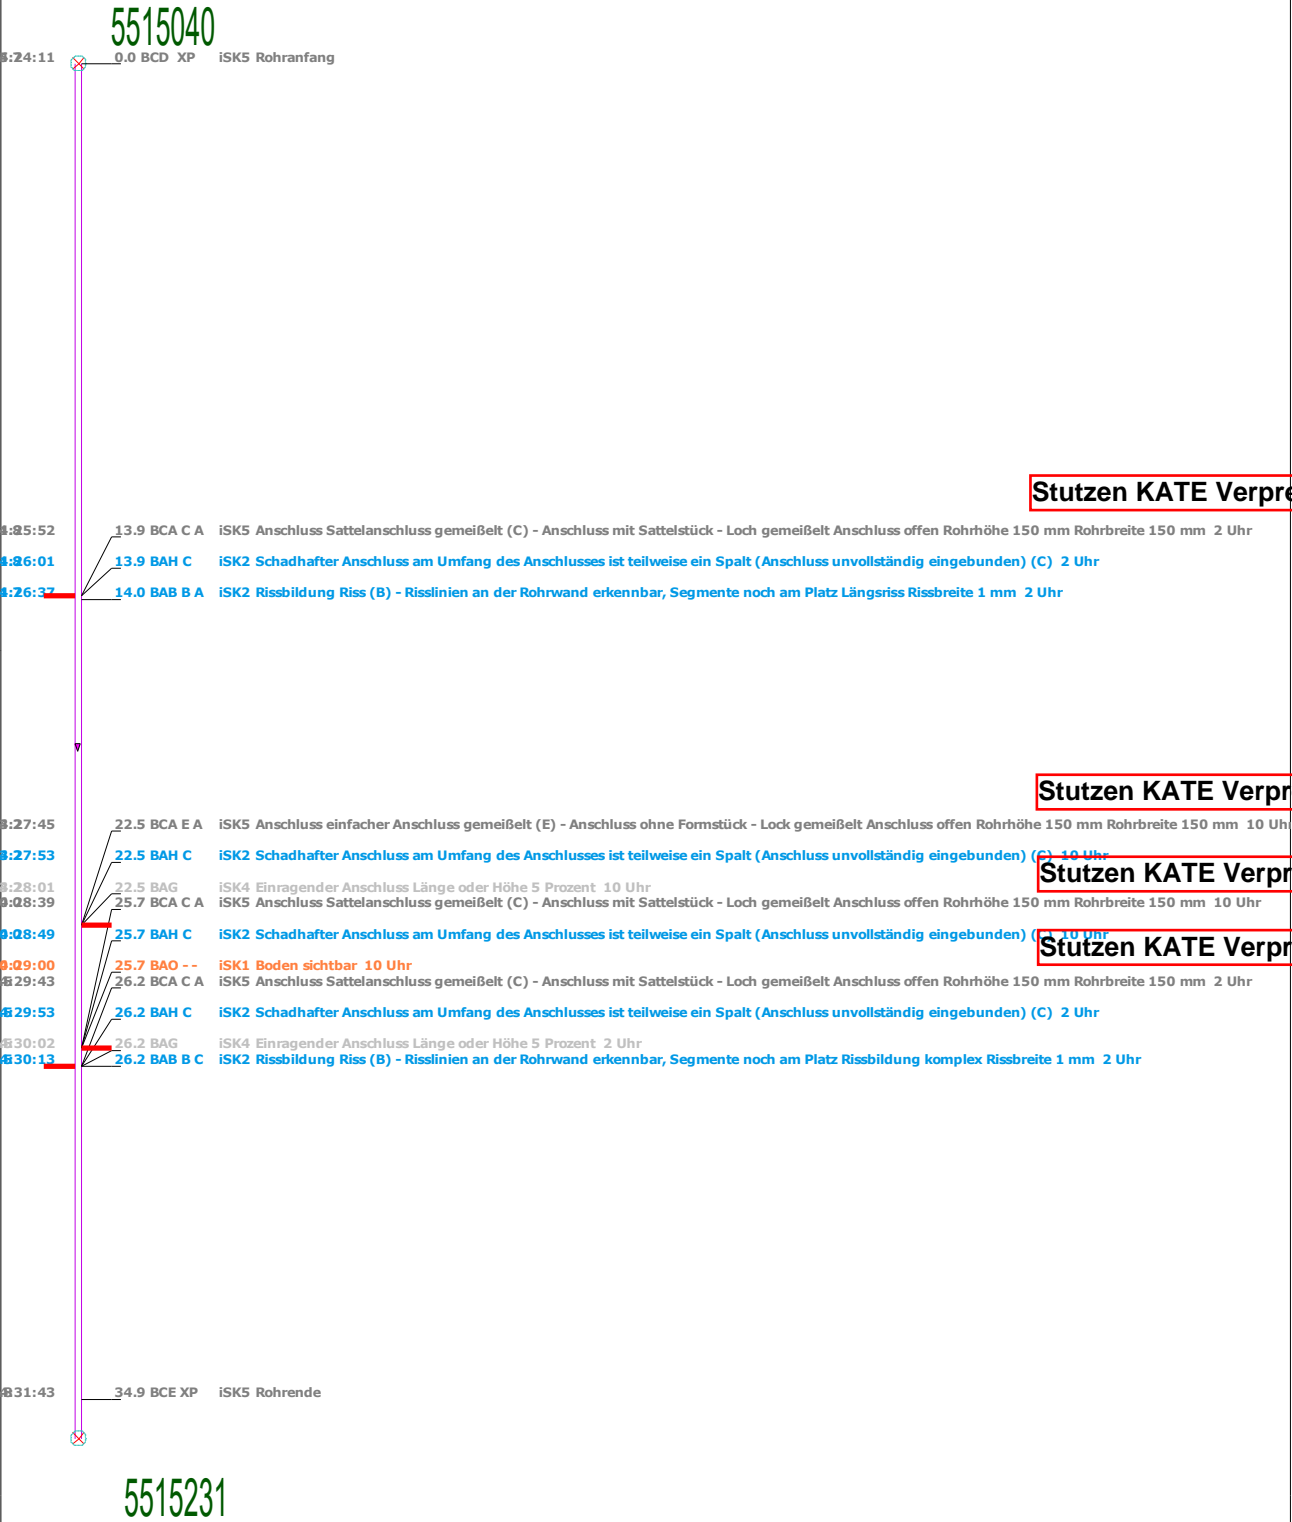 5515040
24:11 0.0 BCD XP iSK5 Rohranfang
Stutzen KATE
25:52 13.9 BCA C A iSK5 Anschluss Sattelanschluss gemeißelt (C) - Anschluss mit Sattelstück - Loch gemeißelt Anschluss offen Rohrhöhe 150 mm Rohrbreite 150 mm 2 Uhr
26:01 13.9 BAH C iSK2 Schadhafter Anschluss am Umfang des Anschlusses ist teilweise ein Spalt (Anschluss unvollständig eingebunden) (C) 2 Uhr
26:37 14.0 BAB B A iSK2 Rissbildung Riss (B) - Risslinien an der Rohrwand erkennbar, Segmente noch am Platz Längsriss Rissbreite 1 mm 2 Uhr
Stutzen KATE
27:45 22.5 BCA E A iSK5 Anschluss einfacher Anschluss gemeißelt (E) - Anschluss ohne Formstück - Lock gemeißelt Anschluss offen Rohrhöhe 150 mm Rohrbreite 150 mm 10 Uhr
27:53 22.5 BAH C iSK2 Schadhafter Anschluss am Umfang des Anschlusses ist teilweise ein Spalt (Anschluss unvollständig eingebunden) (C) 10 Uhr
Stutzen KATE
28:01 22.5 BAG iSK4 Einragender Anschluss Länge oder Höhe 5 Prozent 10 Uhr
28:39 25.7 BCA C A iSK5 Anschluss Sattelanschluss gemeißelt (C) - Anschluss mit Sattelstück - Loch gemeißelt Anschluss offen Rohrhöhe 150 mm Rohrbreite 150 mm 10 Uhr
28:49 25.7 BAH C iSK2 Schadhafter Anschluss am Umfang des Anschlusses ist teilweise ein Spalt (Anschluss unvollständig eingebunden) (C) 10 Uhr
Stutzen KATE
29:00 25.7 BAO - - iSK1 Boden sichtbar 10 Uhr
29:43 26.2 BCA C A iSK5 Anschluss Sattelanschluss gemeißelt (C) - Anschluss mit Sattelstück - Loch gemeißelt Anschluss offen Rohrhöhe 150 mm Rohrbreite 150 mm 2 Uhr
29:53 26.2 BAH C iSK2 Schadhafter Anschluss am Umfang des Anschlusses ist teilweise ein Spalt (Anschluss unvollständig eingebunden) (C) 2 Uhr
30:02 26.2 BAG iSK4 Einragender Anschluss Länge oder Höhe 5 Prozent 2 Uhr
30:13 26.2 BAB B C iSK2 Rissbildung Riss (B) - Risslinien an der Rohrwand erkennbar, Segmente noch am Platz Rissbildung komplex Rissbreite 1 mm 2 Uhr
31:43 34.9 BCE XP iSK5 Rohrende
5515231